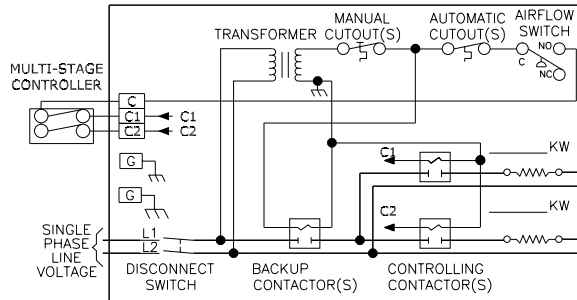 TRANSFORMER
MANUAL
CUTOUT(S)
AUTOMATIC
CUTOUT(S)
AIRFLOW
SWITCH
NO
C
NC
MULTI-STAGE
CONTROLLER
C
C1
C1
C2
C2
G
G
C1
KW
C2
KW
SINGLE
PHASE
LINE
VOLTAGE
L1
L2
DISCONNECT
SWITCH
BACKUP
CONTACTOR(S)
CONTROLLING
CONTACTOR(S)